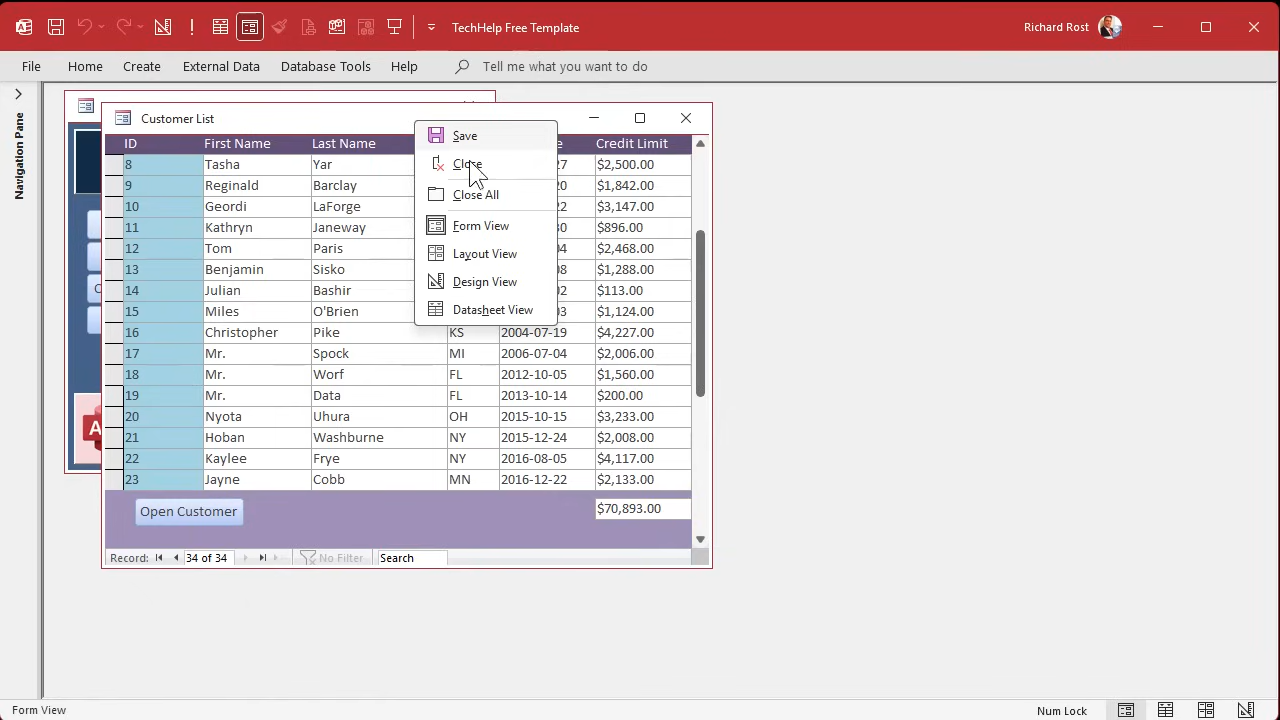 TechHelp Free Template
Richard Rost
File Home Create External Data Database Tools Help Tell me what you want to do
Navigation Pane
Customer List
ID First Name Last Name Credit Limit
8 Tasha Yar 27 $2,500.00
9 Reginald Barclay 20 $1,842.00
10 Geordi LaForge 22 $3,147.00
11 Kathryn Janeway 30 $896.00
12 Tom Paris 04 $2,468.00
13 Benjamin Sisko 08 $1,288.00
14 Julian Bashir 02 $113.00
15 Miles O'Brien 03 $1,124.00
16 Christopher Pike KS 2004-07-19 $4,227.00
17 Mr. Spock MI 2006-07-04 $2,006.00
18 Mr. Worf FL 2012-10-05 $1,560.00
19 Mr. Data FL 2013-10-14 $200.00
20 Nyota Uhura OH 2015-10-15 $3,233.00
21 Hoban Washburne NY 2015-12-24 $2,008.00
22 Kaylee Frye NY 2016-08-05 $4,117.00
23 Jayne Cobb MN 2016-12-22 $2,133.00
Save
Close
Close All
Form View
Layout View
Design View
Datasheet View
Open Customer $70,893.00
Record: 34 of 34 No Filter Search
Form View Num Lock